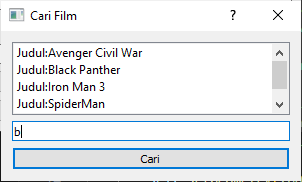 Cari Film
Judul:Avenger Civil War
Judul:Black Panther
Judul:Iron Man 3
Judul:SpiderMan
b
Cari